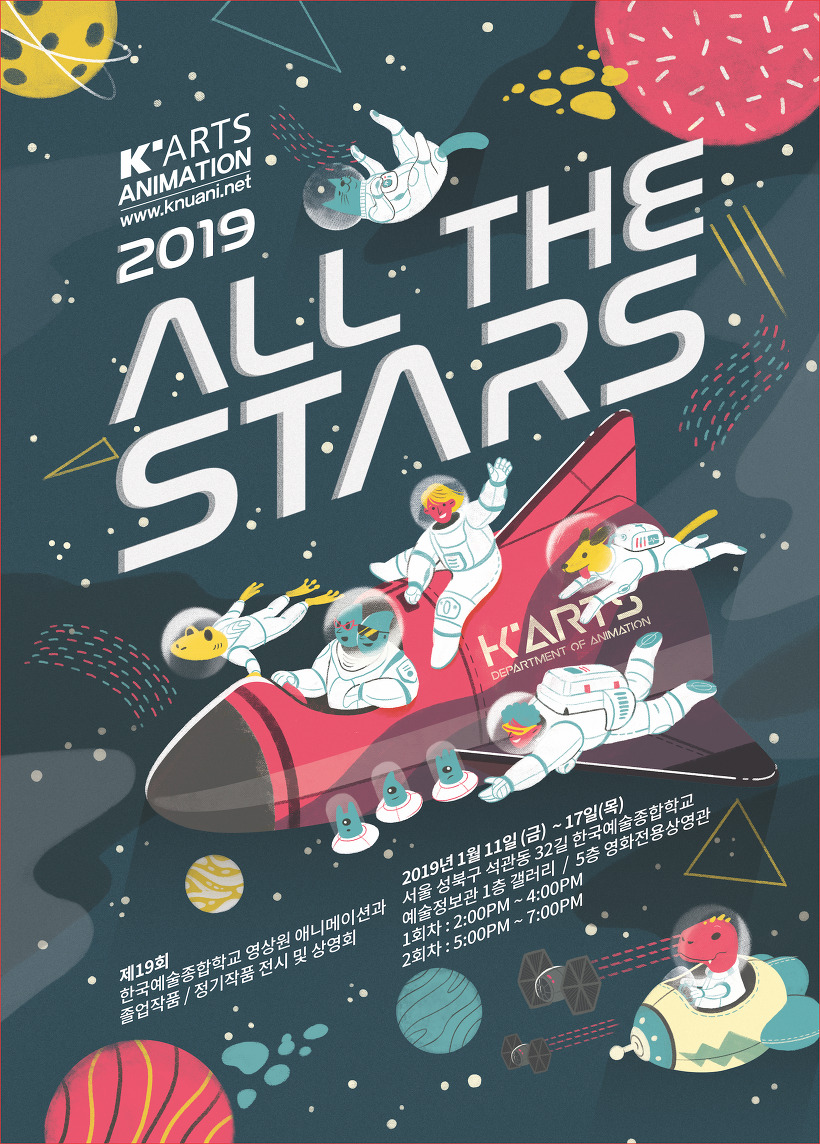 K'ARTS
ANIMATION
www.knuani.net
2019
ALL THE
STARS
K'ARTS
DEPARTMENT OF ANIMATION
2019년 1월 11일(금) ~ 17일(목)
서울 성북구 석관동 32길 한국예술종합학교
예술정보관 1층 갤러리 / 5층 영화전용상영관
1회차 : 2:00PM ~ 4:00PM
2회차 : 5:00PM ~ 7:00PM
제19회
한국예술종합학교 영상원 애니메이션과
졸업작품 / 정기작품 전시 및 상영회